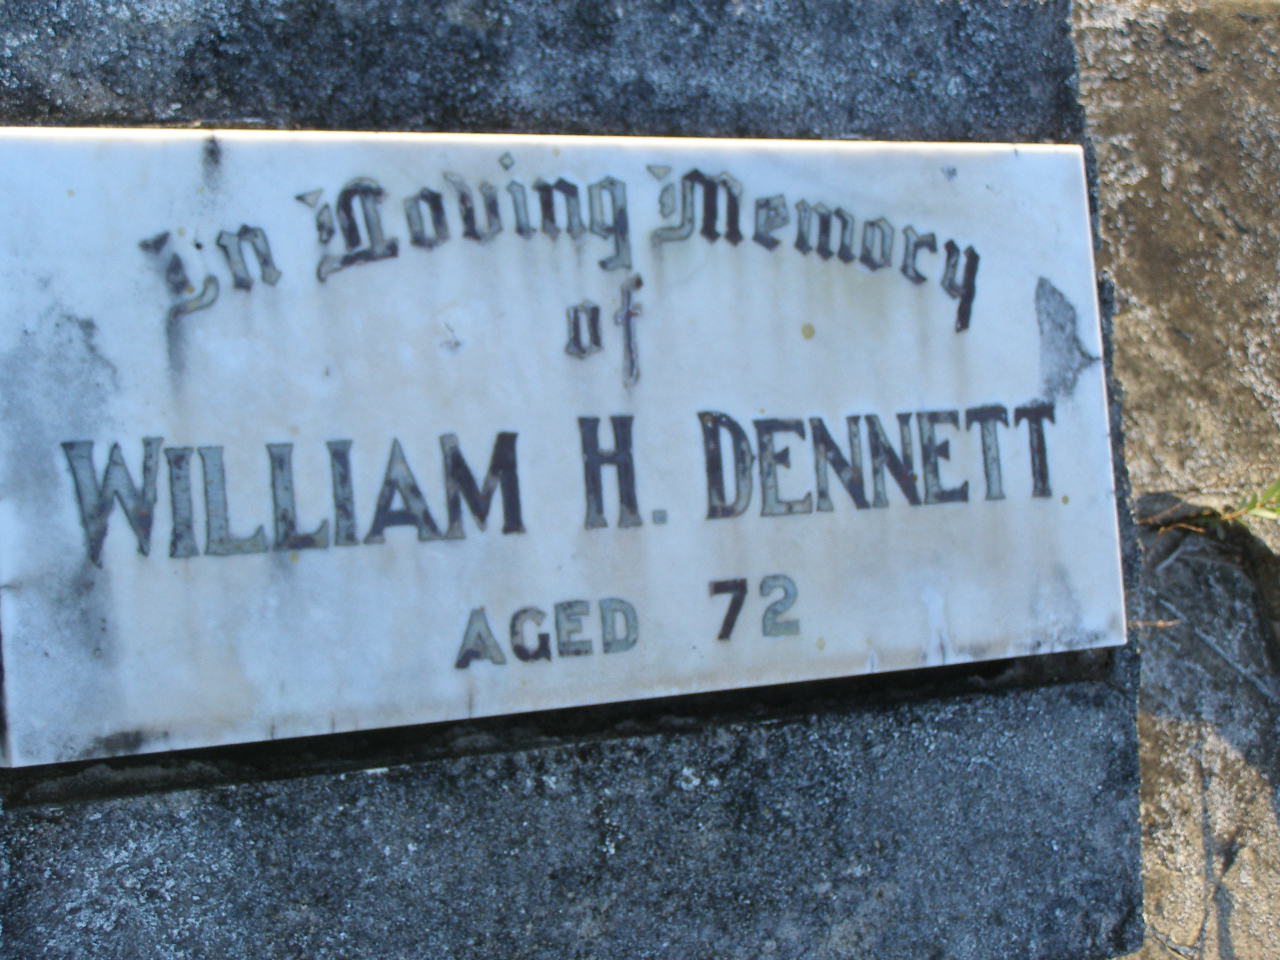 In Loving Memory
of
WILLIAM H. DENNETT
AGED 72